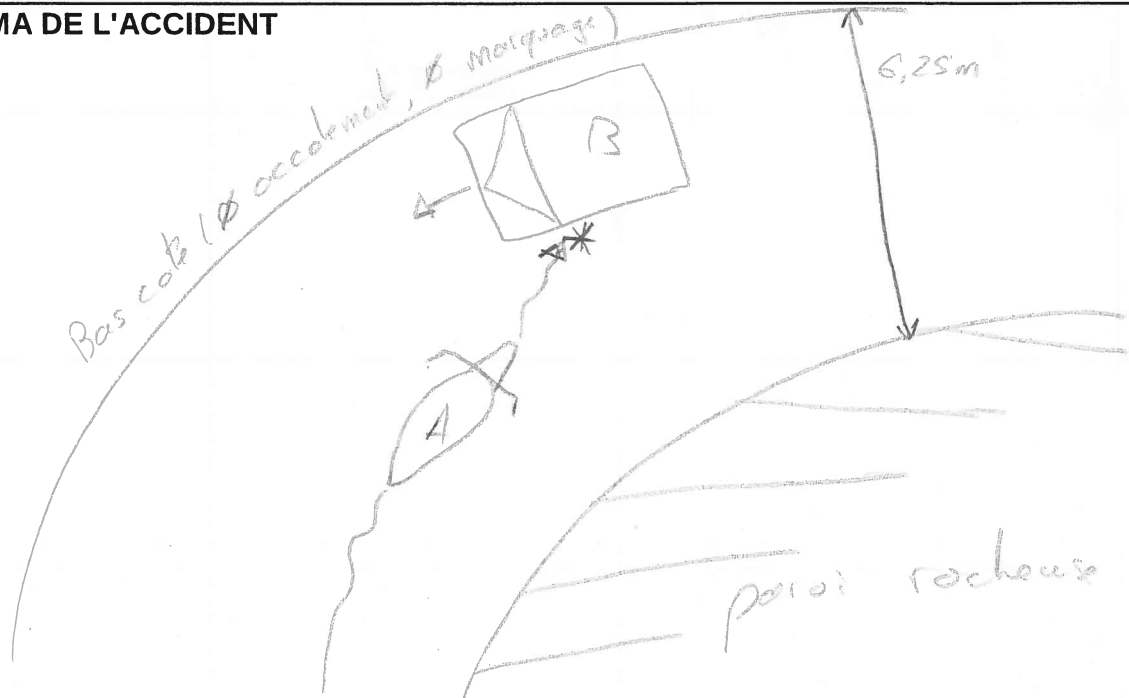 MA DE L'ACCIDENT
Bas coté (Ø accotement, Ø marquage)
6,25m
B
A
paroi rocheuse